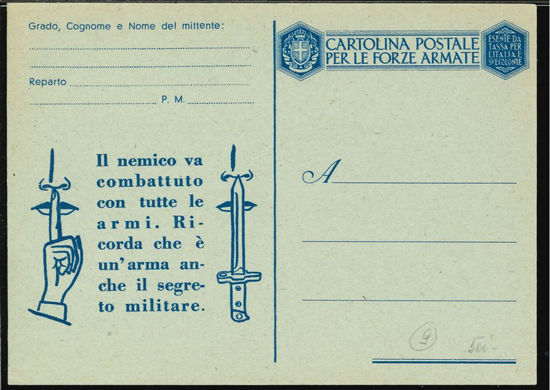 Grado, Cognome e Nome del mittente:
Reparto
P. M.
Il nemico va
combattuto
con tutte le
armi. Ri-
corda che è
un'arma an-
che il segre-
to militare.
CARTOLINA POSTALE
PER LE FORZE ARMATE
ESENTE DA
TASSA PER
L'ITALIA E
SUE COLONIE
A
9
500-